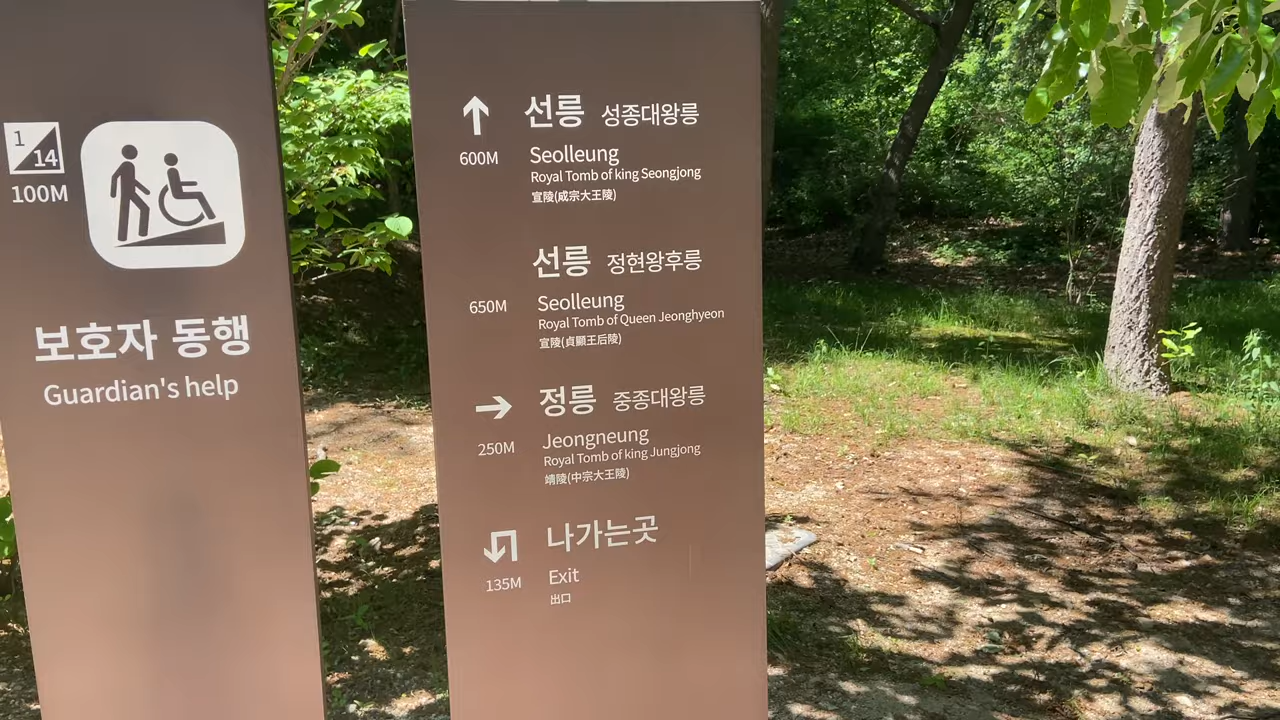 1
14
100M
보호자 동행
Guardian's help
선릉 성종대왕릉
600M
Seolleung
Royal Tomb of king Seongjong
宣陵(成宗大王陵)
선릉 정현왕후릉
650M
Seolleung
Royal Tomb of Queen Jeonghyeon
宣陵(貞顯王后陵)
정릉 중종대왕릉
250M
Jeongneung
Royal Tomb of king Jungjong
靖陵(中宗大王陵)
나가는곳
135M
Exit
出口